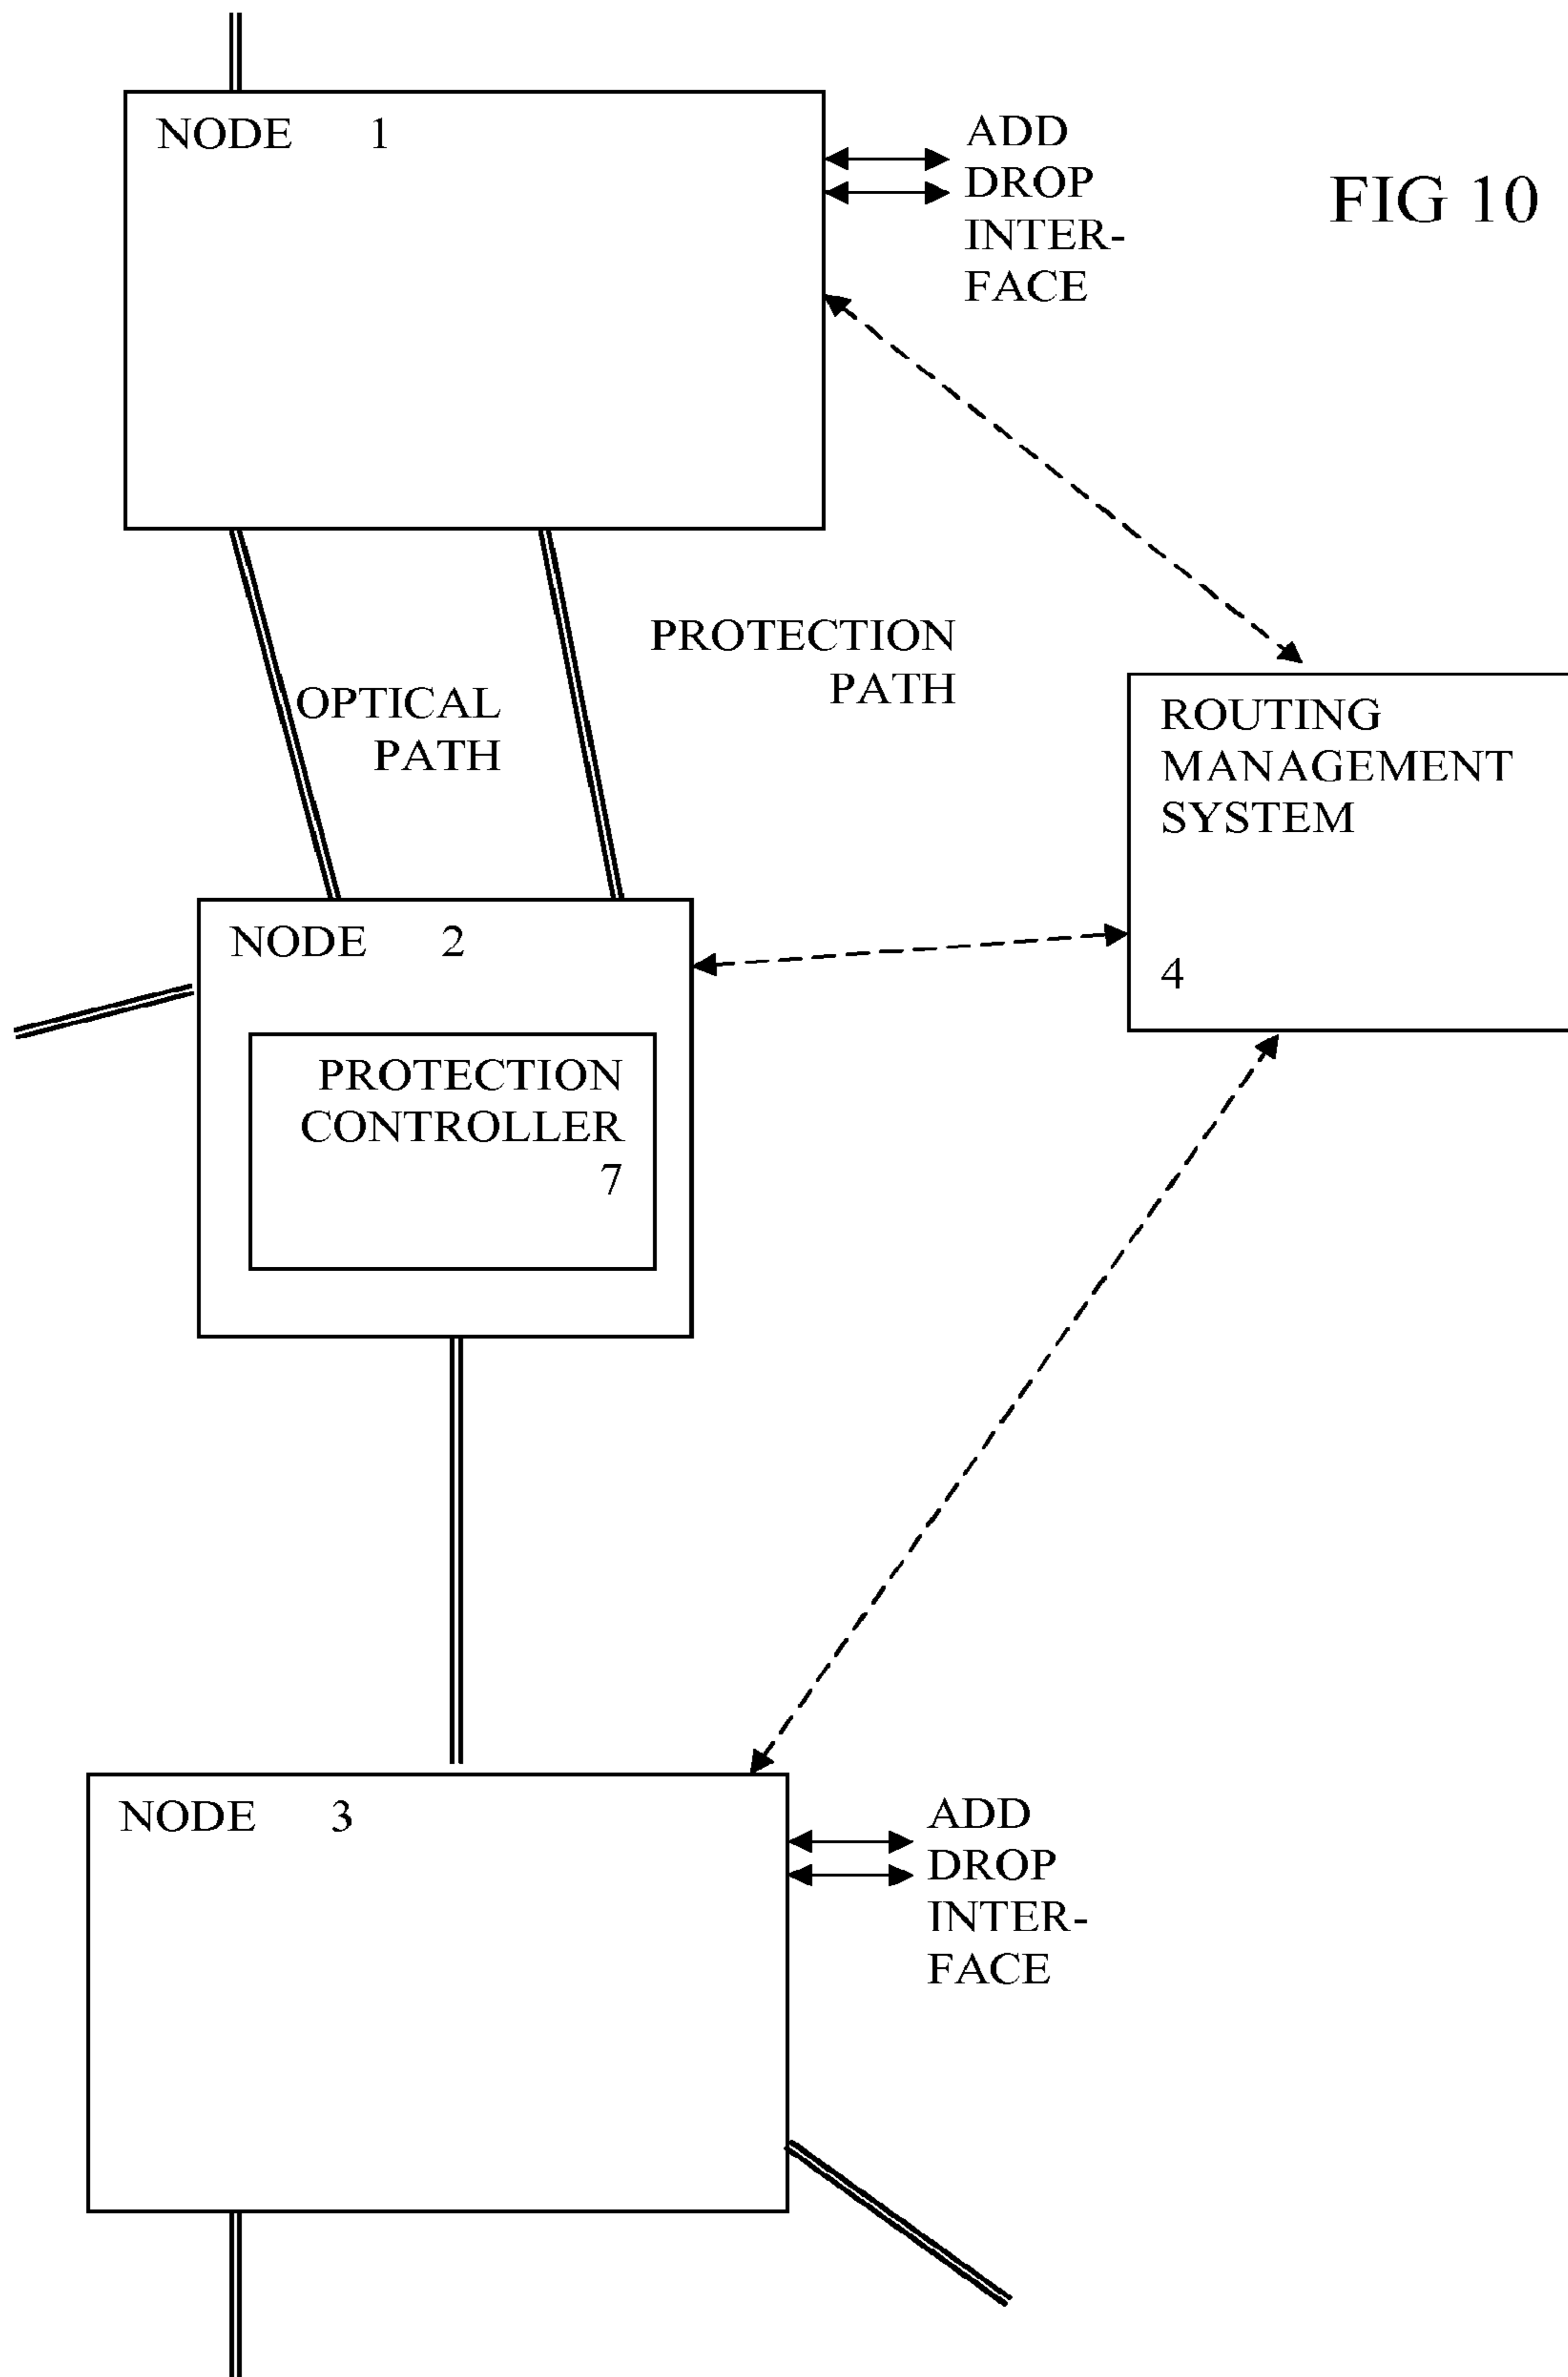 NODE 1
ADD
DROP
INTER-
FACE
FIG 10
PROTECTION
PATH
OPTICAL
PATH
ROUTING
MANAGEMENT
SYSTEM
4
NODE 2
PROTECTION
CONTROLLER
7
NODE 3
ADD
DROP
INTER-
FACE